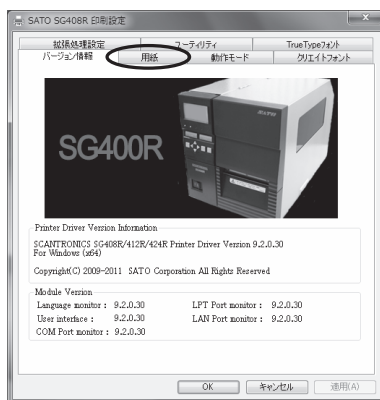 SATO SG408R 印刷設定
拡張処理設定 ユーティリティ TrueTypeフォント
バージョン情報 用紙 動作モード クリエイトフォント
SATO
SG400R
Printer Driver Version Information
SCANTRONICS SG408R/412R/424R Printer Driver Version 9.2.0.30
For Windows (x64)
Copyright(C) 2009-2011 SATO Corporation All Rights Reserved
Module Version
Language monitor : 9.2.0.30 LPT Port monitor : 9.2.0.30
User interface : 9.2.0.30 LAN Port monitor : 9.2.0.30
COM Port monitor : 9.2.0.30
OK キャンセル 適用(A)